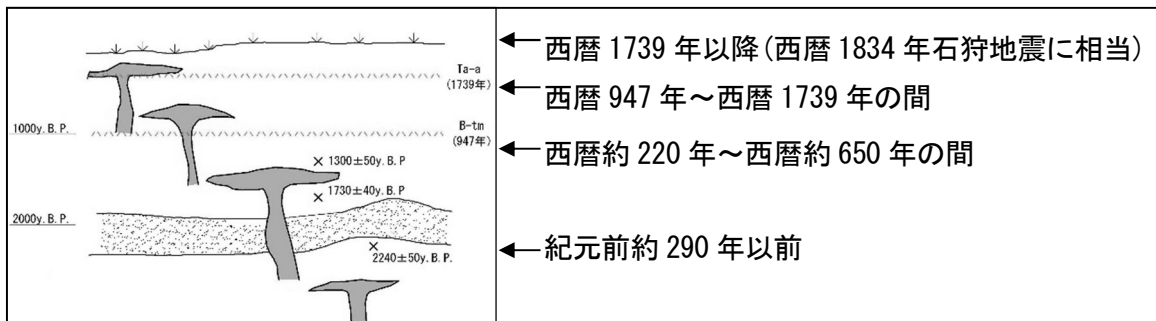 Ta-a
(1739年)
1000y. B. P.
B-tm
(947年)
1300±50y. B. P
1730±40y. B. P
2000y. B. P.
2240±50y. B. P.
西暦 1739 年以降(西暦 1834 年石狩地震に相当)
西暦 947 年～西暦 1739 年の間
西暦約 220 年～西暦約 650 年の間
紀元前約 290 年以前